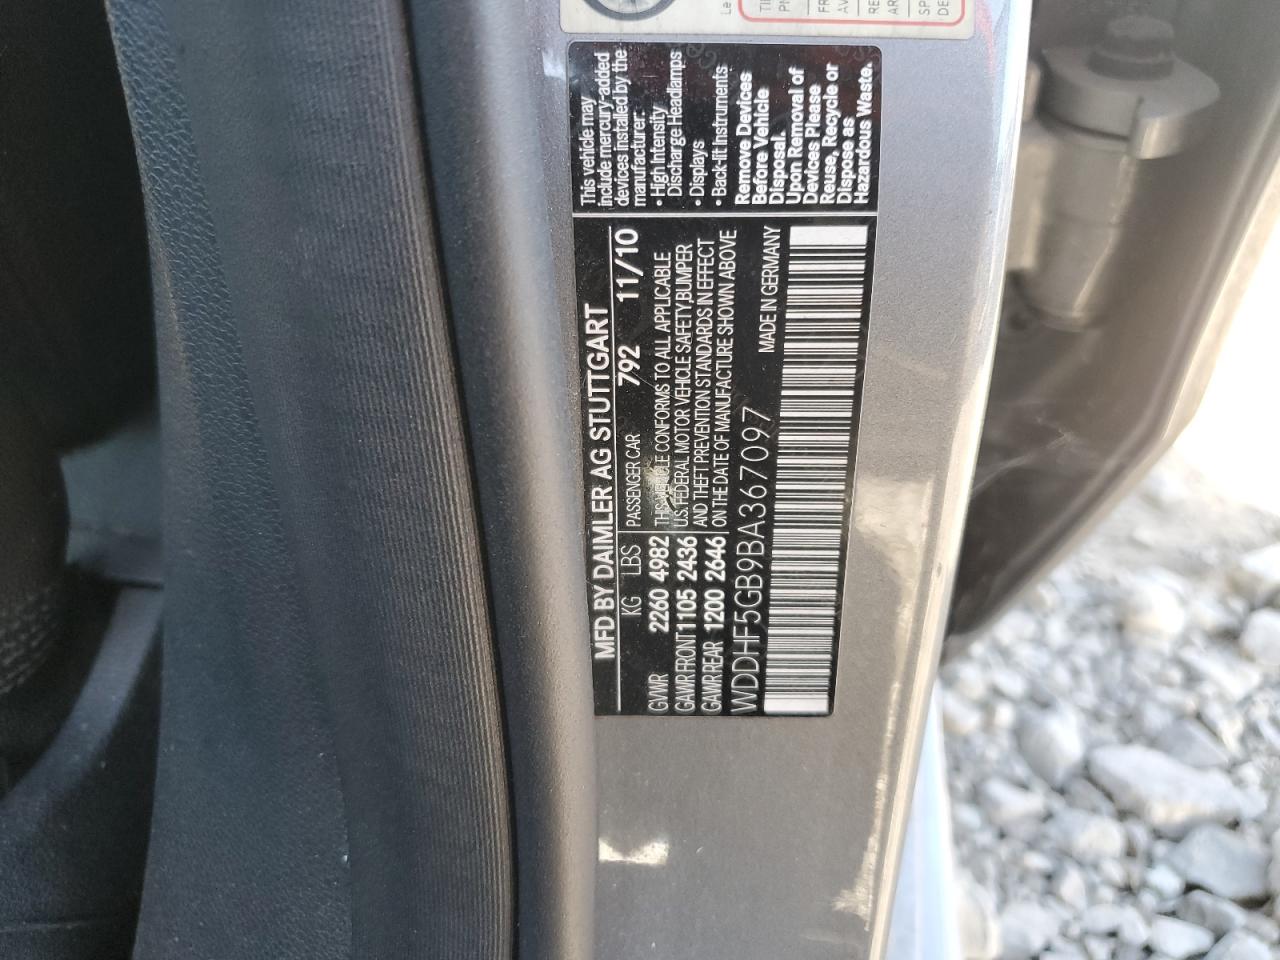 MFD BY DAIMLER AG STUTTGART
KG LBS PASSENGER CAR 792 11/10
GVWR 2260 4982 THIS VEHICLE CONFORMS TO ALL APPLICABLE
GAWR FRONT 1105 2436 U.S. FEDERAL MOTOR VEHICLE SAFETY,BUMPER
GAWR REAR 1200 2646 AND THEFT PREVENTION STANDARDS IN EFFECT
ON THE DATE OF MANUFACTURE SHOWN ABOVE
WDDHF5GB9BA367097 MADE IN GERMANY
This vehicle may
include mercury-added
devices installed by the
manufacturer:
• High Intensity
Discharge Headlamps
• Displays
• Back-lit Instruments
Remove Devices
Before Vehicle
Disposal.
Upon Removal of
Devices Please
Reuse, Recycle or
Dispose as
Hazardous Waste.
Le